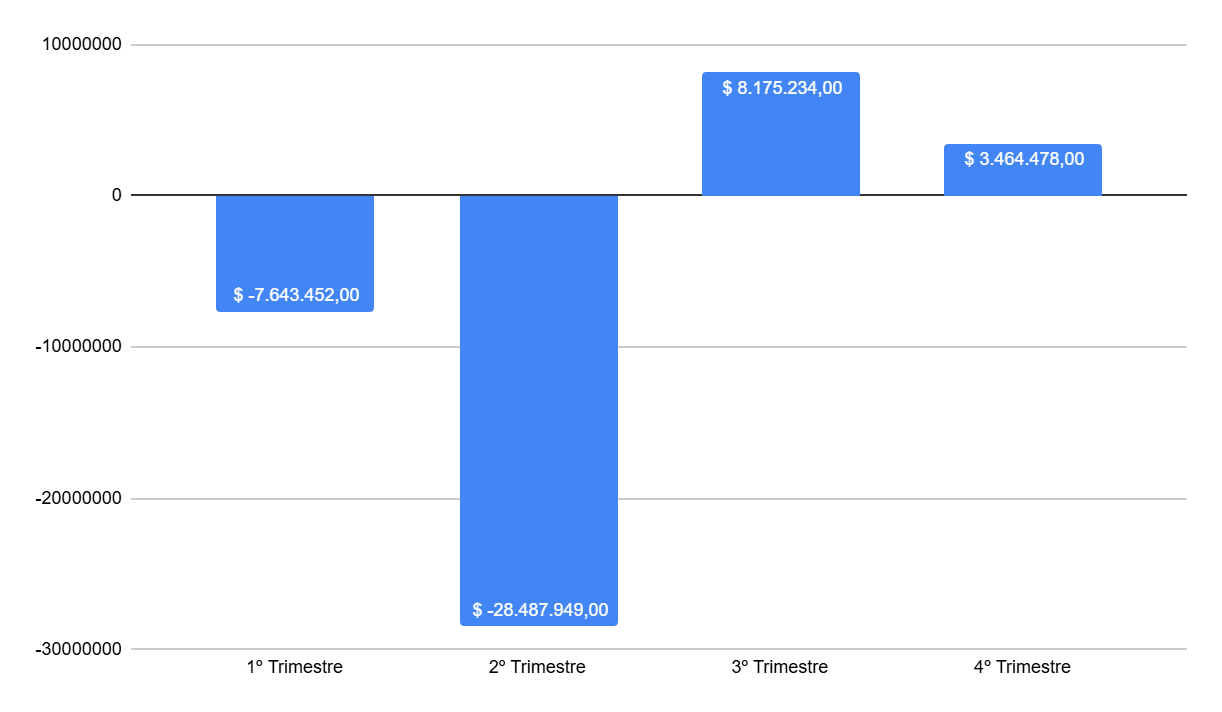 10000000
$ 8.175.234,00
$ 3.464.478,00
0
$ -7.643.452,00
-10000000
-20000000
$ -28.487.949,00
-30000000
1º Trimestre
2º Trimestre
3º Trimestre
4º Trimestre